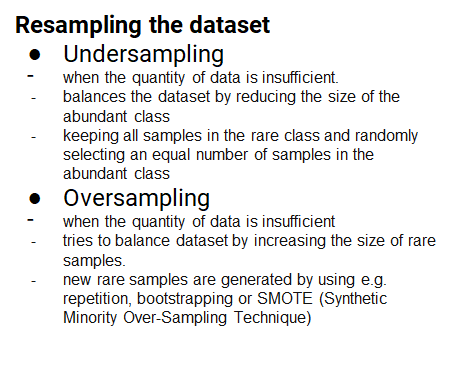 Resampling the dataset
● Undersampling
- when the quantity of data is insufficient.
- balances the dataset by reducing the size of the
abundant class
- keeping all samples in the rare class and randomly
selecting an equal number of samples in the
abundant class
● Oversampling
- when the quantity of data is insufficient
- tries to balance dataset by increasing the size of rare
samples.
- new rare samples are generated by using e.g.
repetition, bootstrapping or SMOTE (Synthetic
Minority Over-Sampling Technique)